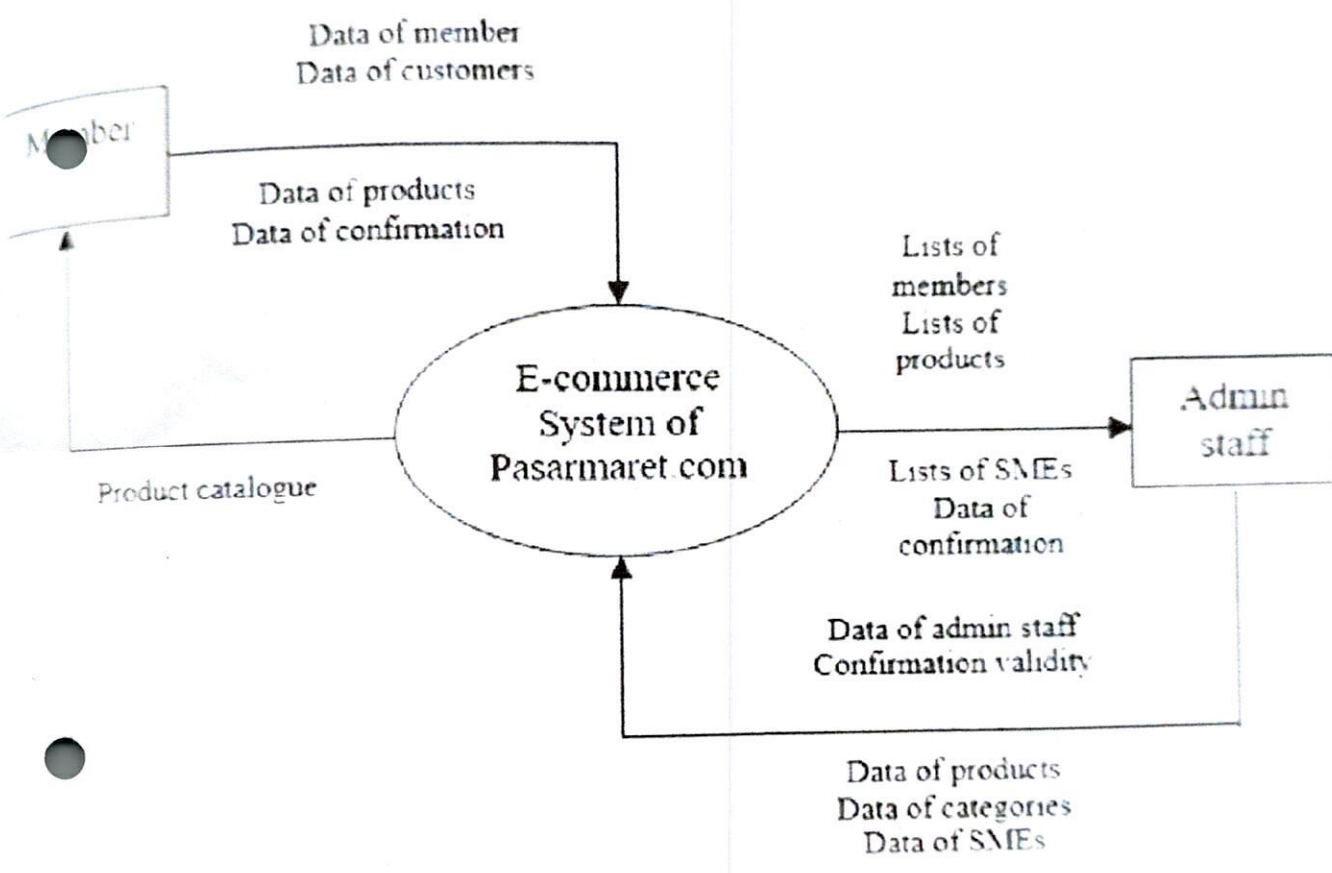 Data of member
Data of customers
Member
Data of products
Data of confirmation
Lists of
members
Lists of
products
E-commerce
System of
Pasarmaret.com
Admin
staff
Product catalogue
Lists of SMEs
Data of
confirmation
Data of admin staff
Confirmation validity
Data of products
Data of categories
Data of SMEs